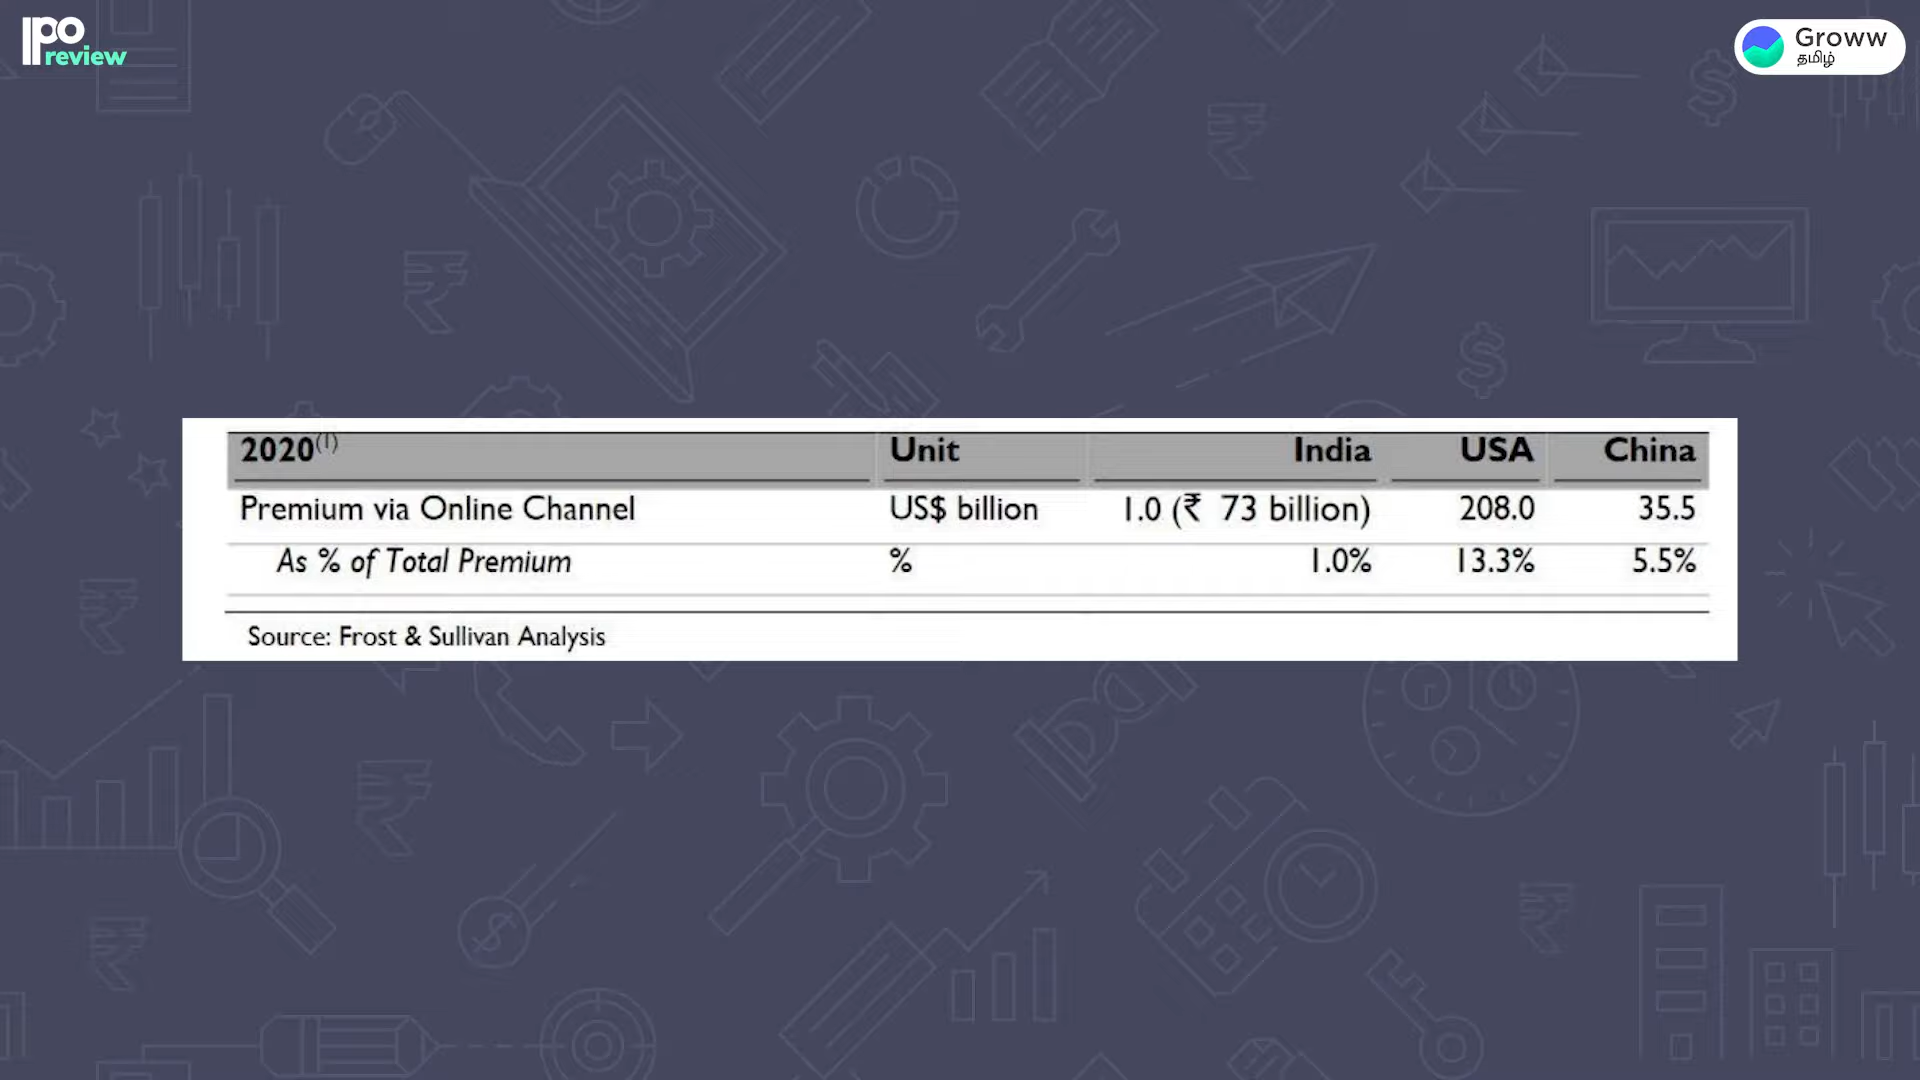 IPO
review
Groww
தமிழ்
2020(1) Unit India USA China
Premium via Online Channel US$ billion 1.0 (₹ 73 billion) 208.0 35.5
As % of Total Premium % 1.0% 13.3% 5.5%
Source: Frost & Sullivan Analysis